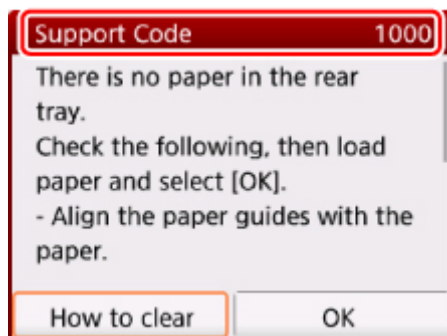 Support Code 1000
There is no paper in the rear
tray.
Check the following, then load
paper and select [OK].
- Align the paper guides with the
paper.
How to clear OK